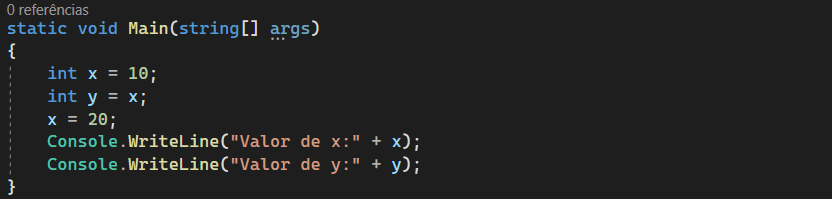 0 referências
static void Main(string[] args)
{
    int x = 10;
    int y = x;
    x = 20;
    Console.WriteLine("Valor de x:" + x);
    Console.WriteLine("Valor de y:" + y);
}